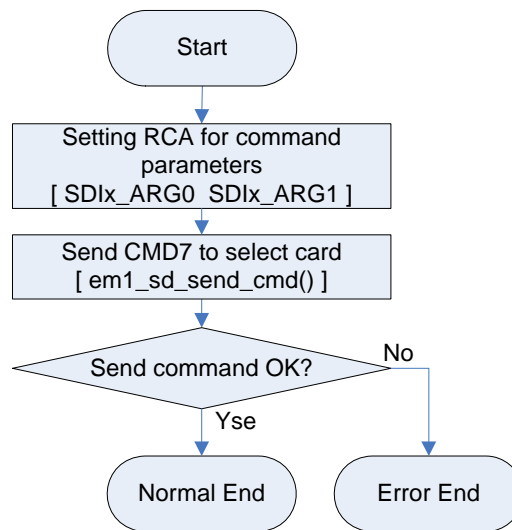 Start
Setting RCA for command
parameters
[ SDIx_ARG0  SDIx_ARG1 ]
Send CMD7 to select card
[ em1_sd_send_cmd() ]
Send command OK?
No
Yse
Normal End
Error End